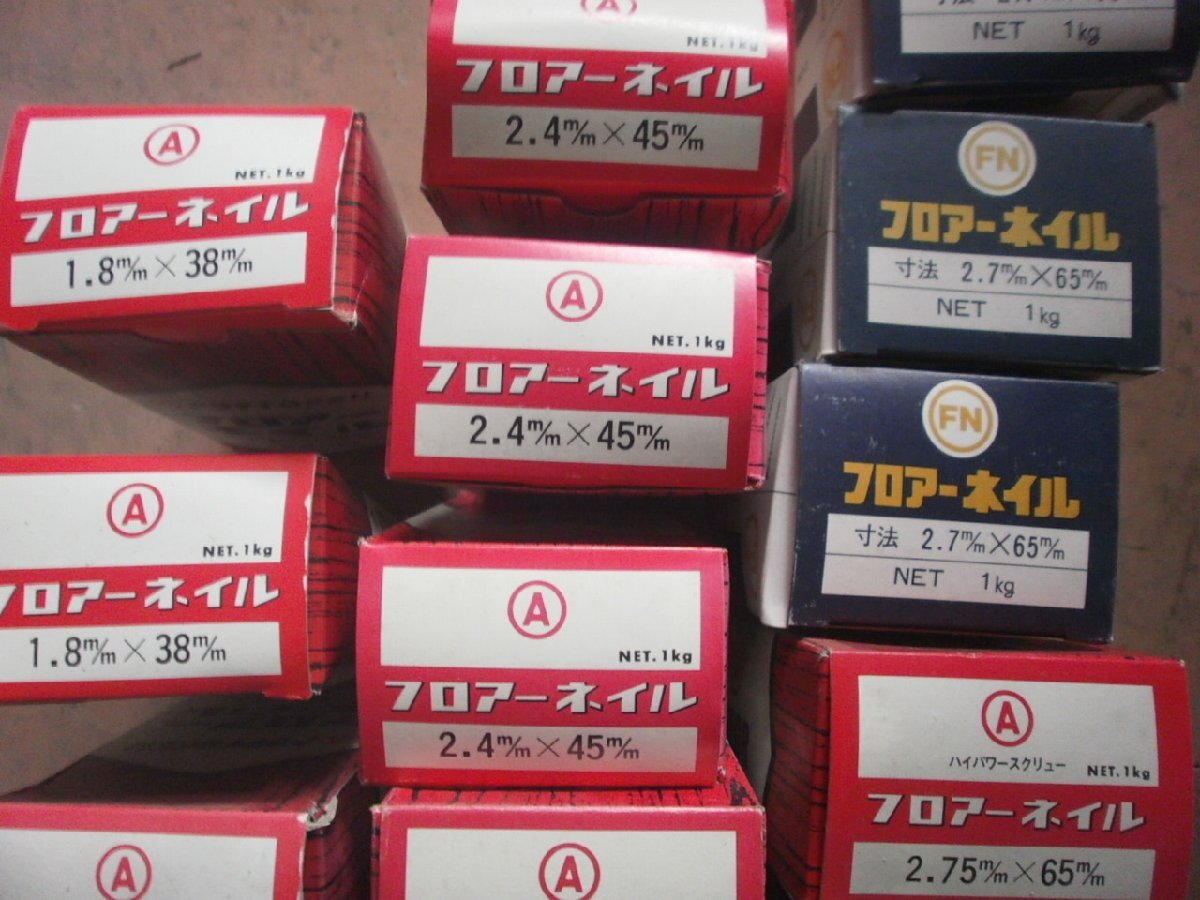 A
NET. 1kg
フロアーネイル
1.8m/m × 38m/m
A
NET. 1kg
フロアーネイル
1.8m/m × 38m/m
A
A
NET. 1kg
フロアーネイル
2.4m/m × 45m/m
A
NET. 1kg
フロアーネイル
2.4m/m × 45m/m
A
NET. 1kg
フロアーネイル
2.4m/m × 45m/m
A
寸法
NET 1kg
FN
フロアーネイル
寸法 2.7m/m × 65m/m
NET 1kg
FN
フロアーネイル
寸法 2.7m/m × 65m/m
NET 1kg
A
ハイパワースクリュー NET. 1kg
フロアーネイル
2.75m/m × 65m/m